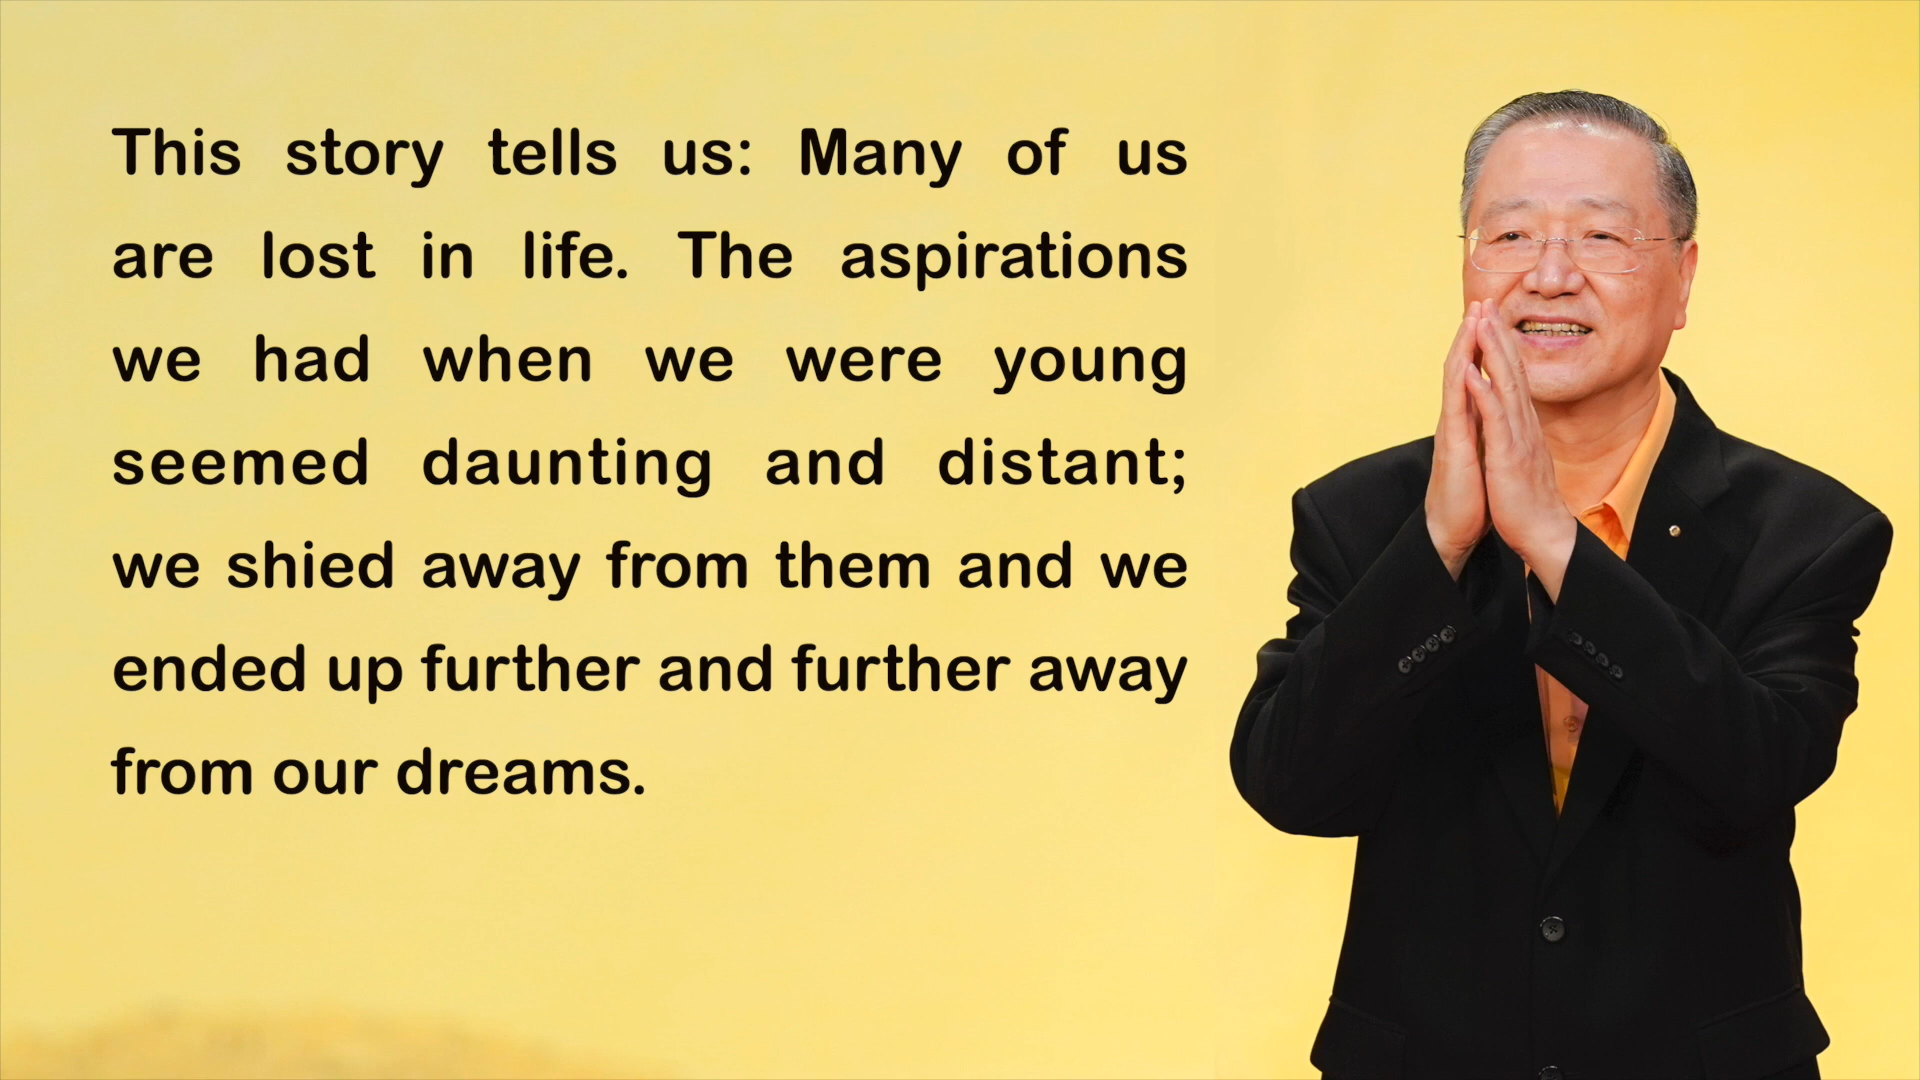 This story tells us: Many of us
are lost in life. The aspirations
we had when we were young
seemed daunting and distant;
we shied away from them and we
ended up further and further away
from our dreams.